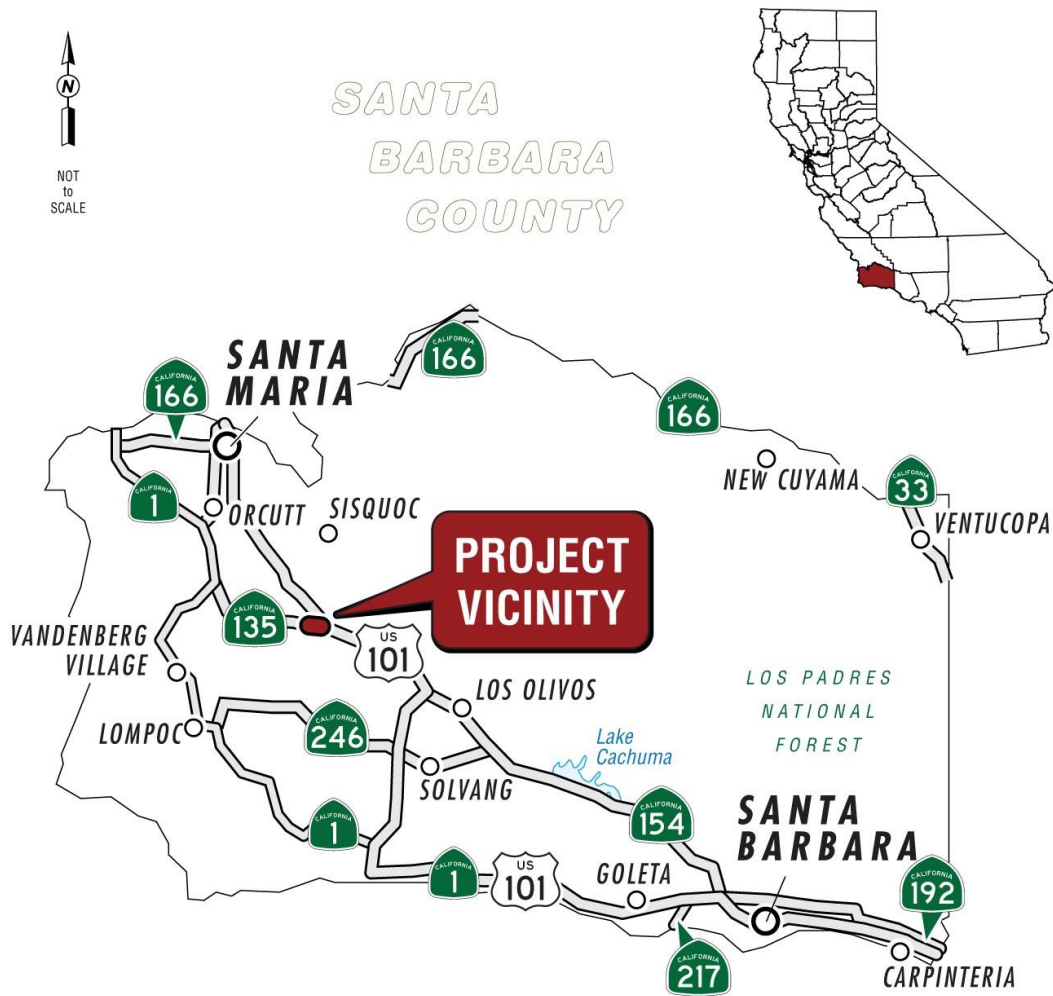 N
NOT
to
SCALE
SANTA
BARBARA
COUNTY
CALIFORNIA
166
SANTA
MARIA
CALIFORNIA
166
CALIFORNIA
166
NEW CUYAMA
CALIFORNIA
33
VENTUCOPA
CALIFORNIA
1
ORCUTT
SISQUOC
PROJECT
VICINITY
CALIFORNIA
135
US
101
VANDENBERG
VILLAGE
LOS OLIVOS
LOS PADRES
NATIONAL
FOREST
LOMPOC
CALIFORNIA
246
SOLVANG
Lake
Cachuma
CALIFORNIA
1
CALIFORNIA
154
SANTA
BARBARA
CALIFORNIA
1
US
101
GOLETA
CALIFORNIA
192
CALIFORNIA
217
CARPINTERIA